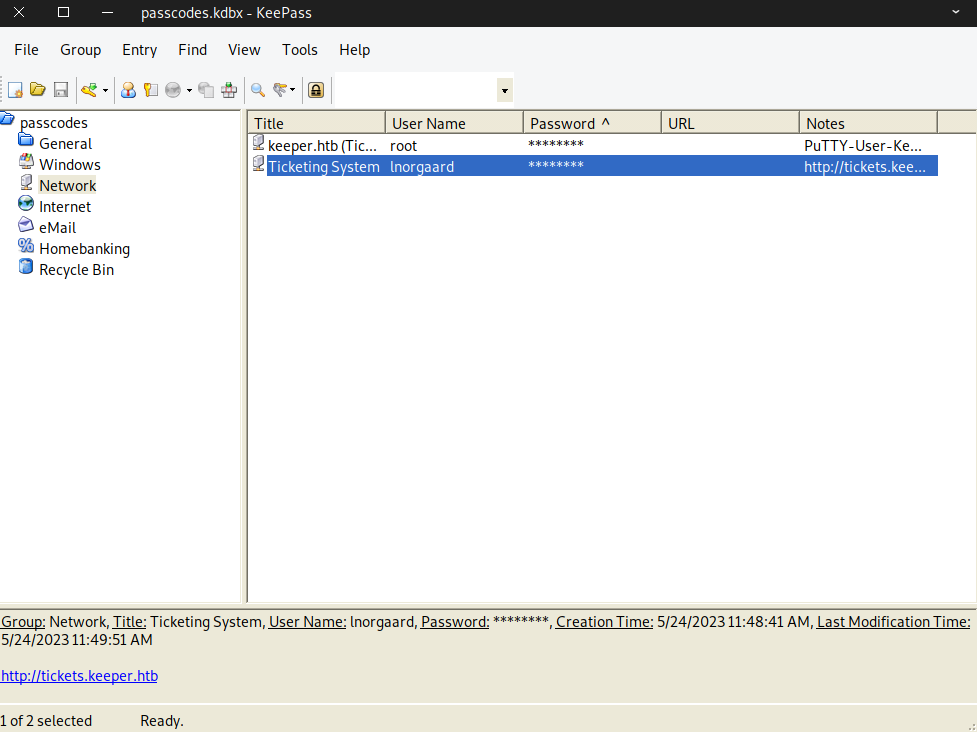 passcodes.kdbx - KeePass
File Group Entry Find View Tools Help
passcodes
General
Windows
Network
Internet
eMail
Homebanking
Recycle Bin
Title User Name Password ^ URL Notes
keeper.htb (Tic... root ******** PuTTY-User-Ke...
Ticketing System lnorgaard ******** http://tickets.kee...
Group: Network, Title: Ticketing System, User Name: lnorgaard, Password: ********, Creation Time: 5/24/2023 11:48:41 AM, Last Modification Time:
5/24/2023 11:49:51 AM
http://tickets.keeper.htb
1 of 2 selected Ready.